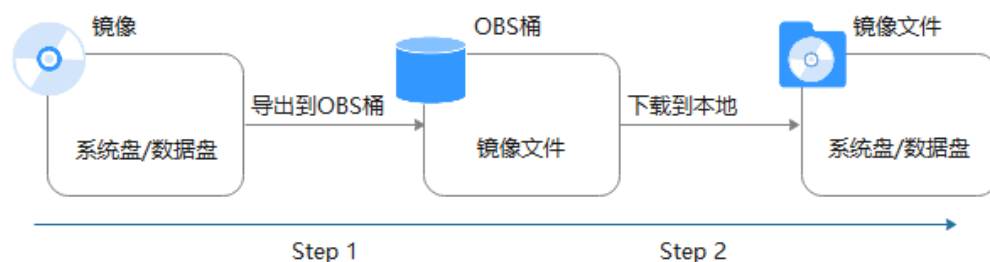 镜像
OBS桶
镜像文件
导出到OBS桶
下载到本地
系统盘/数据盘
镜像文件
系统盘/数据盘
Step 1
Step 2